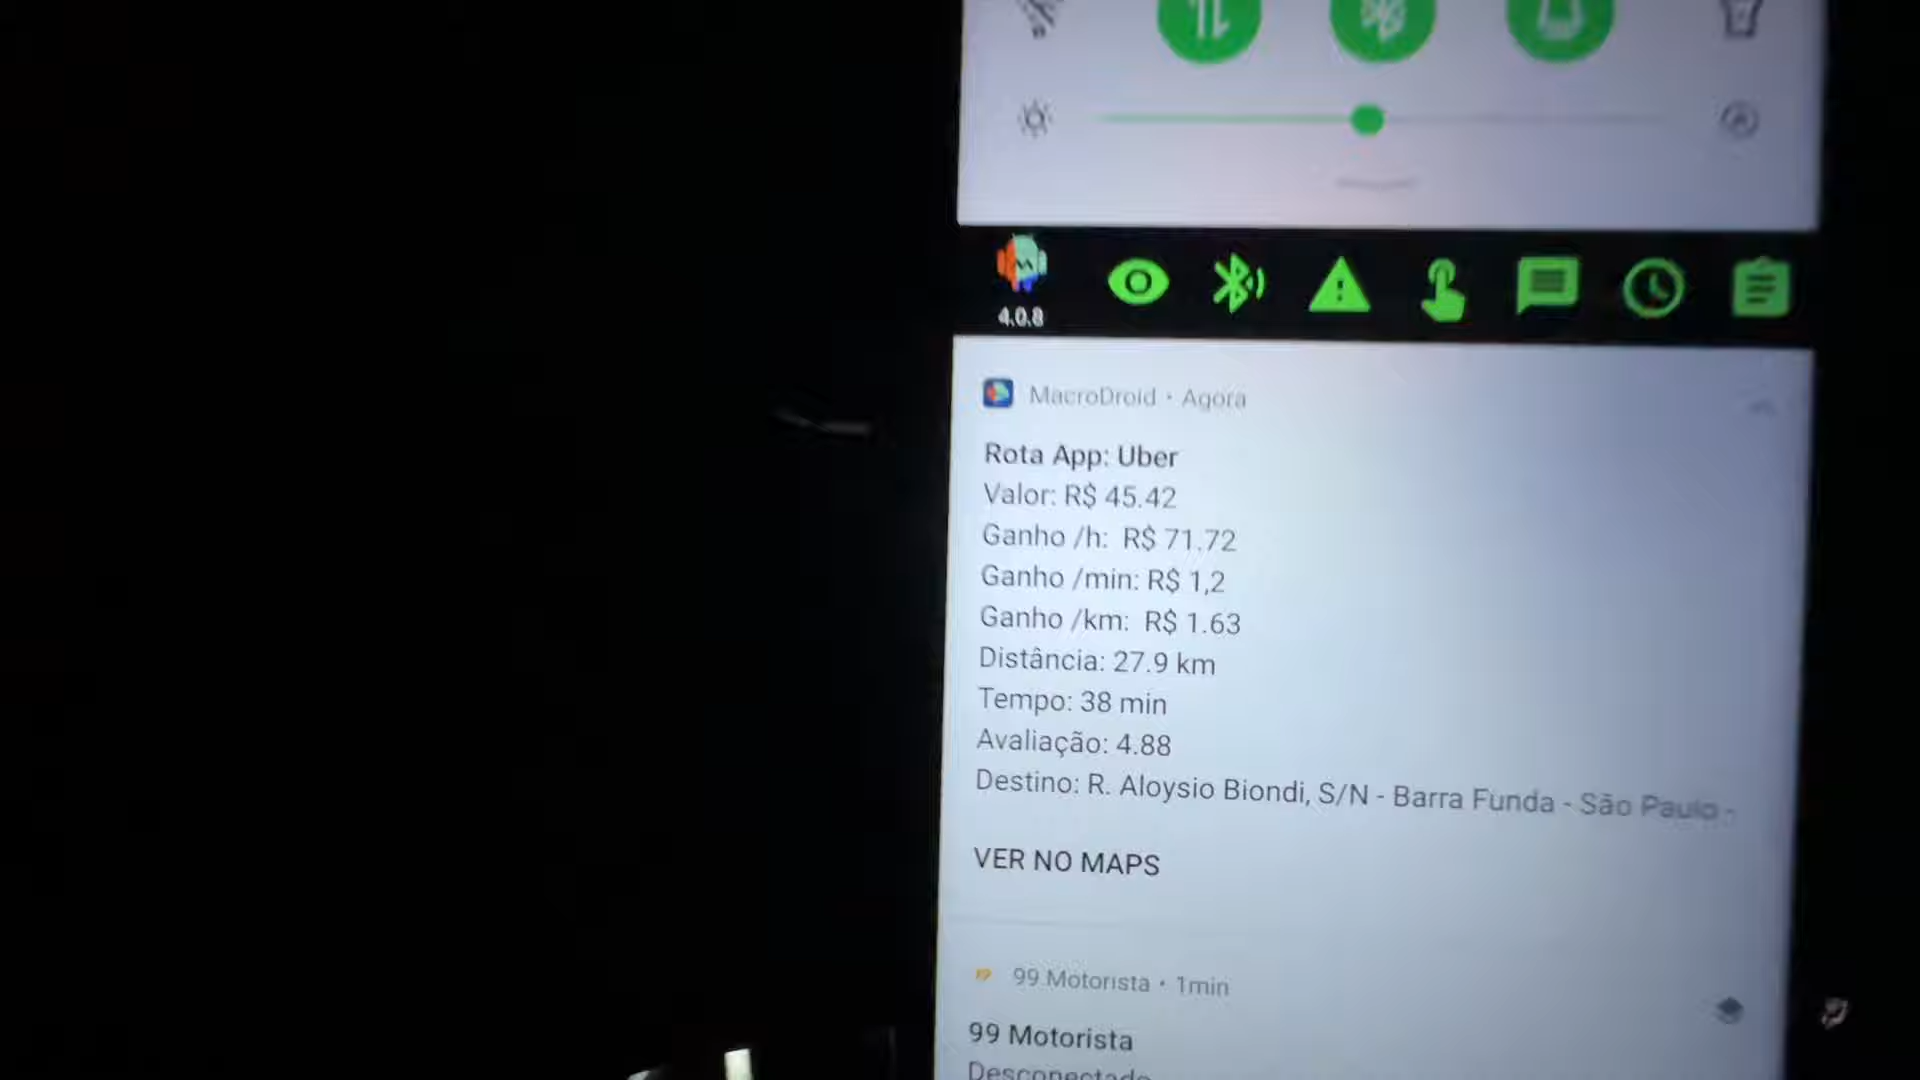 4.0.8
MacroDroid • Agora
Rota App: Uber
Valor: R$ 45.42
Ganho /h: R$ 71.72
Ganho /min: R$ 1,2
Ganho /km: R$ 1.63
Distância: 27.9 km
Tempo: 38 min
Avaliação: 4.88
Destino: R. Aloysio Biondi, S/N - Barra Funda - São Paulo -
VER NO MAPS
99 Motorista • 1min
99 Motorista
Desconectado